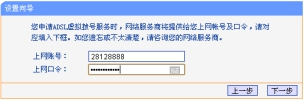 设置向导
您申请ADSL虚拟拨号服务时，网络服务商将提供给您上网账号及口令，请对
应填入下框。如您遗忘或不太清楚，请咨询您的网络服务商。
上网账号： 28128888
上网口令： ••••••••••••
上一步 下一步